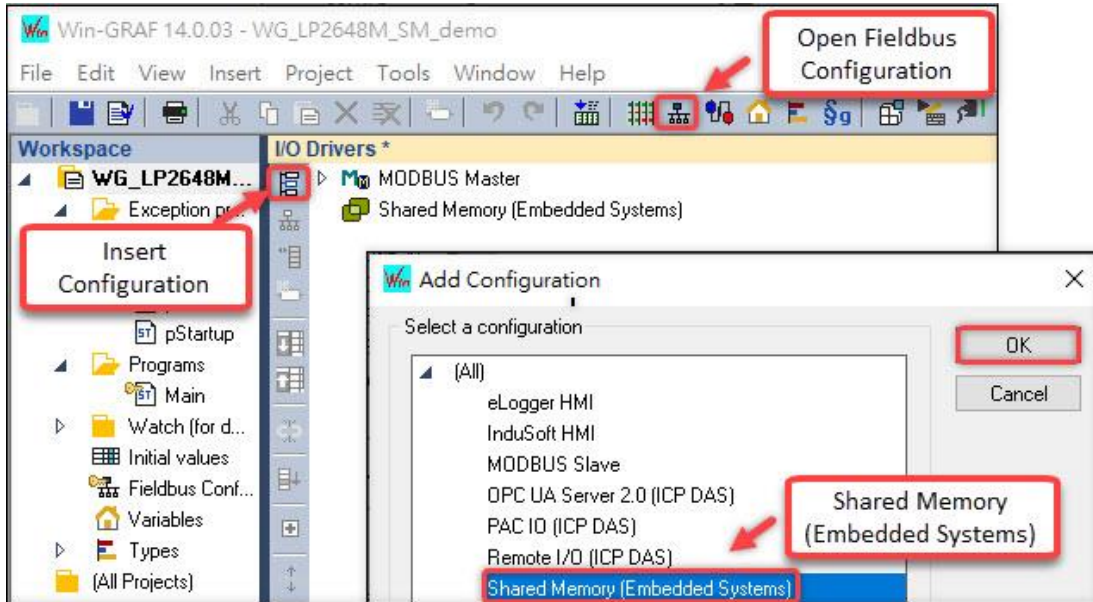 Win-GRAF 14.0.03 - WG_LP2648M_SM_demo
Open Fieldbus
Configuration
File Edit View Insert Project Tools Window Help
Workspace
I/O Drivers *
WG_LP2648M...
MODBUS Master
Exception pr...
Shared Memory (Embedded Systems)
Insert
Configuration
pStartup
Programs
Main
Watch (for d...
Initial values
Fieldbus Conf...
Variables
Types
(All Projects)
Win Add Configuration
Select a configuration
(All)
eLogger HMI
InduSoft HMI
MODBUS Slave
OPC UA Server 2.0 (ICP DAS)
PAC IO (ICP DAS)
Remote I/O (ICP DAS)
Shared Memory (Embedded Systems)
OK
Cancel
Shared Memory
(Embedded Systems)